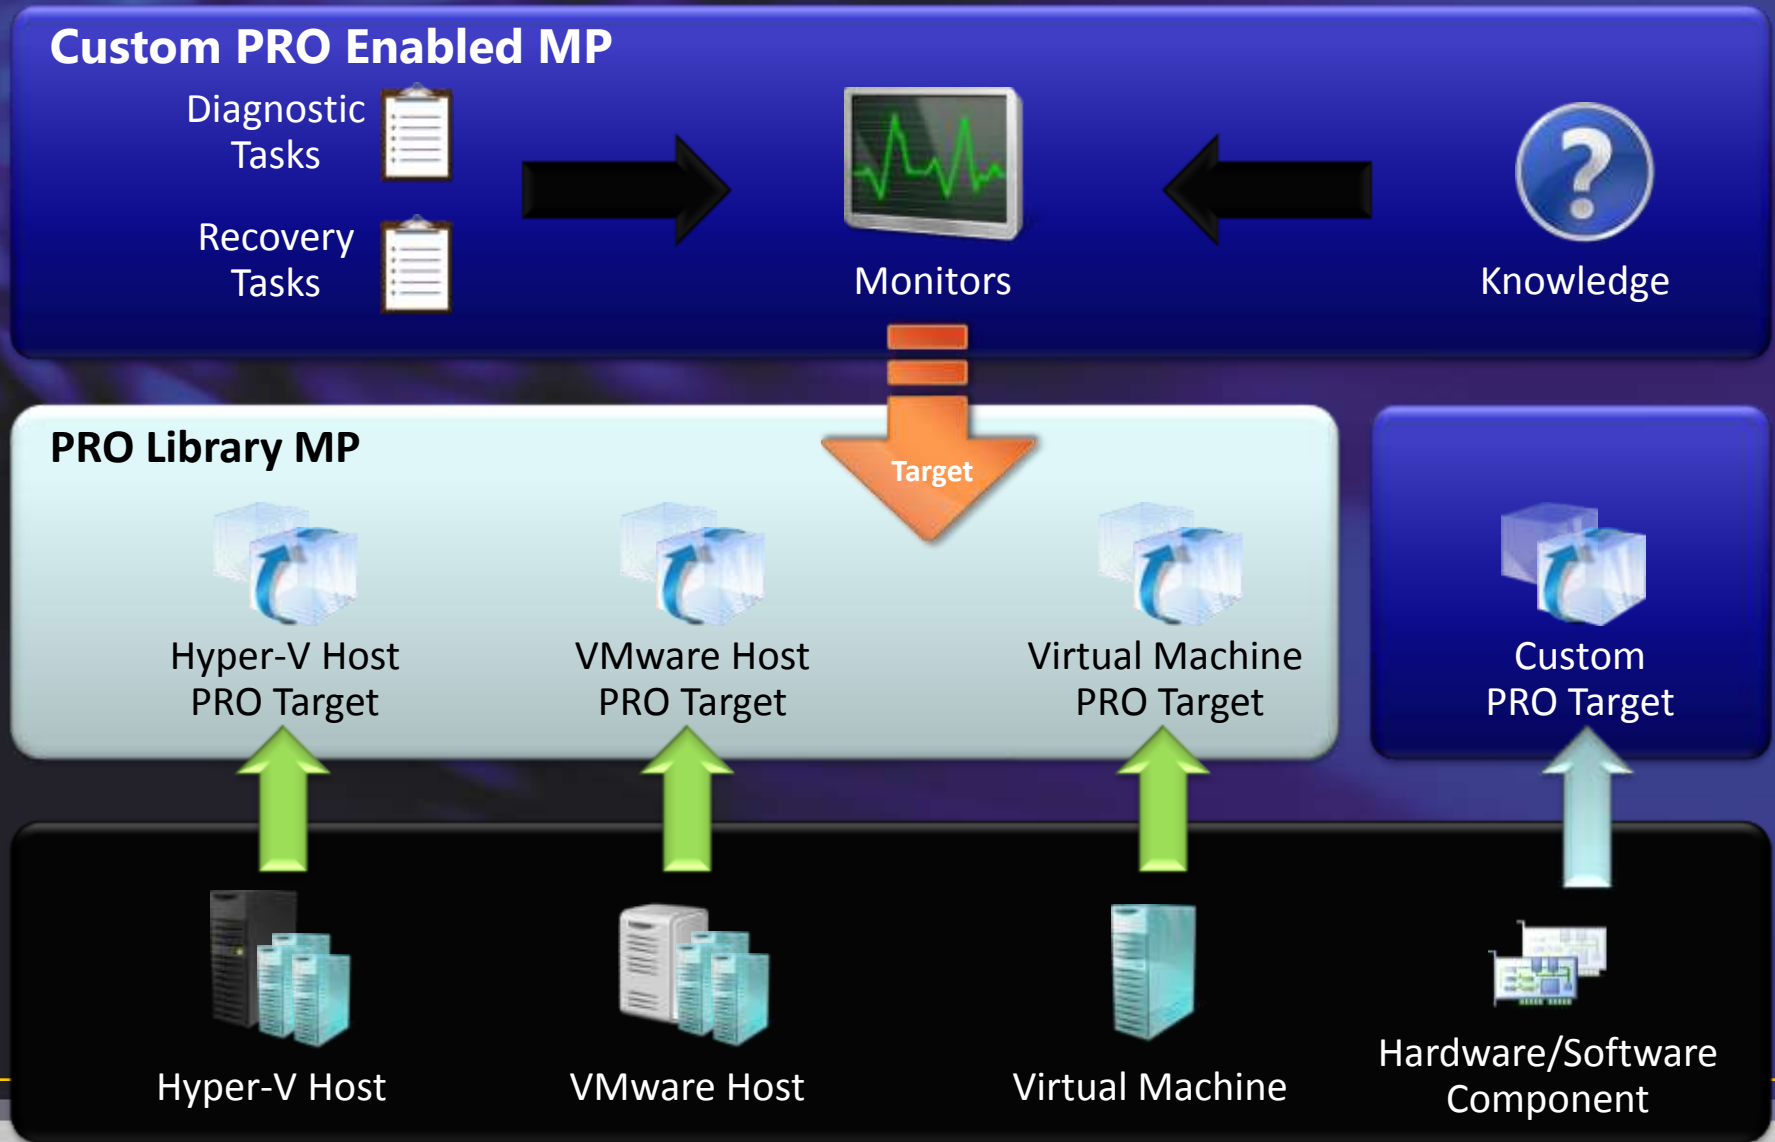 Custom PRO Enabled MP
Diagnostic
Tasks
Recovery
Tasks
Monitors
Knowledge
PRO Library MP
Target
Hyper-V Host
PRO Target
VMware Host
PRO Target
Virtual Machine
PRO Target
Custom
PRO Target
Hyper-V Host
VMware Host
Virtual Machine
Hardware/Software
Component